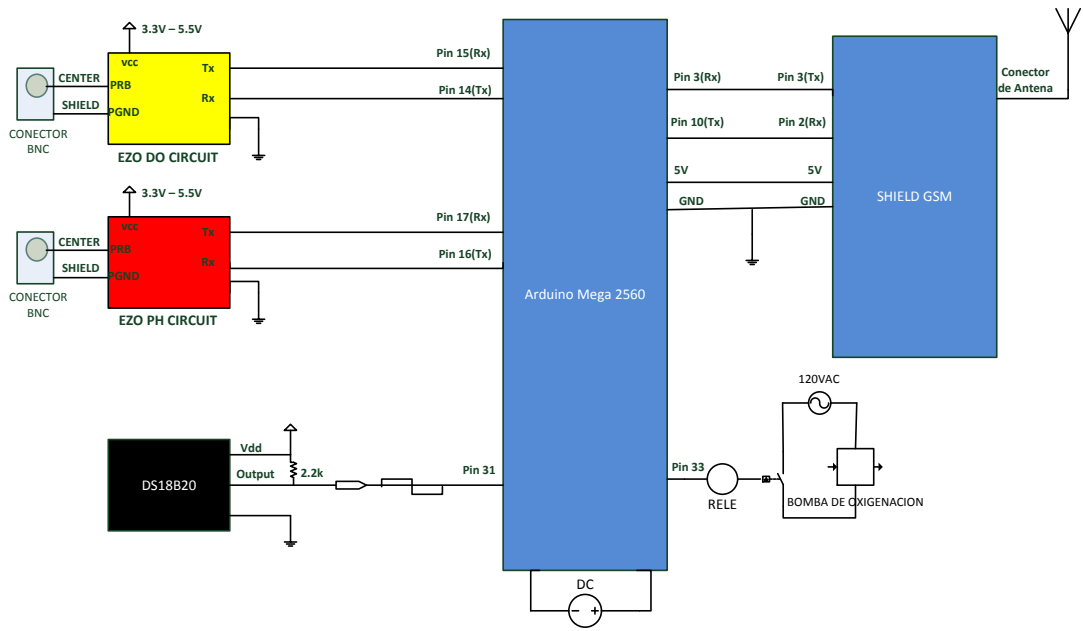 3.3V – 5.5V
vcc
Tx
CENTER
PRB
Rx
SHIELD
PGND
CONECTOR
BNC
EZO DO CIRCUIT
Pin 15(Rx)
Pin 14(Tx)
3.3V – 5.5V
vcc
Tx
CENTER
PRB
Rx
SHIELD
PGND
CONECTOR
BNC
EZO PH CIRCUIT
Pin 17(Rx)
Pin 16(Tx)
DS18B20
Vdd
Output
2.2k
Pin 31
Arduino Mega 2560
DC
Pin 3(Rx)
Pin 3(Tx)
Pin 10(Tx)
Pin 2(Rx)
5V
5V
GND
GND
SHIELD GSM
Conector
de Antena
120VAC
Pin 33
RELE
BOMBA DE OXIGENACION